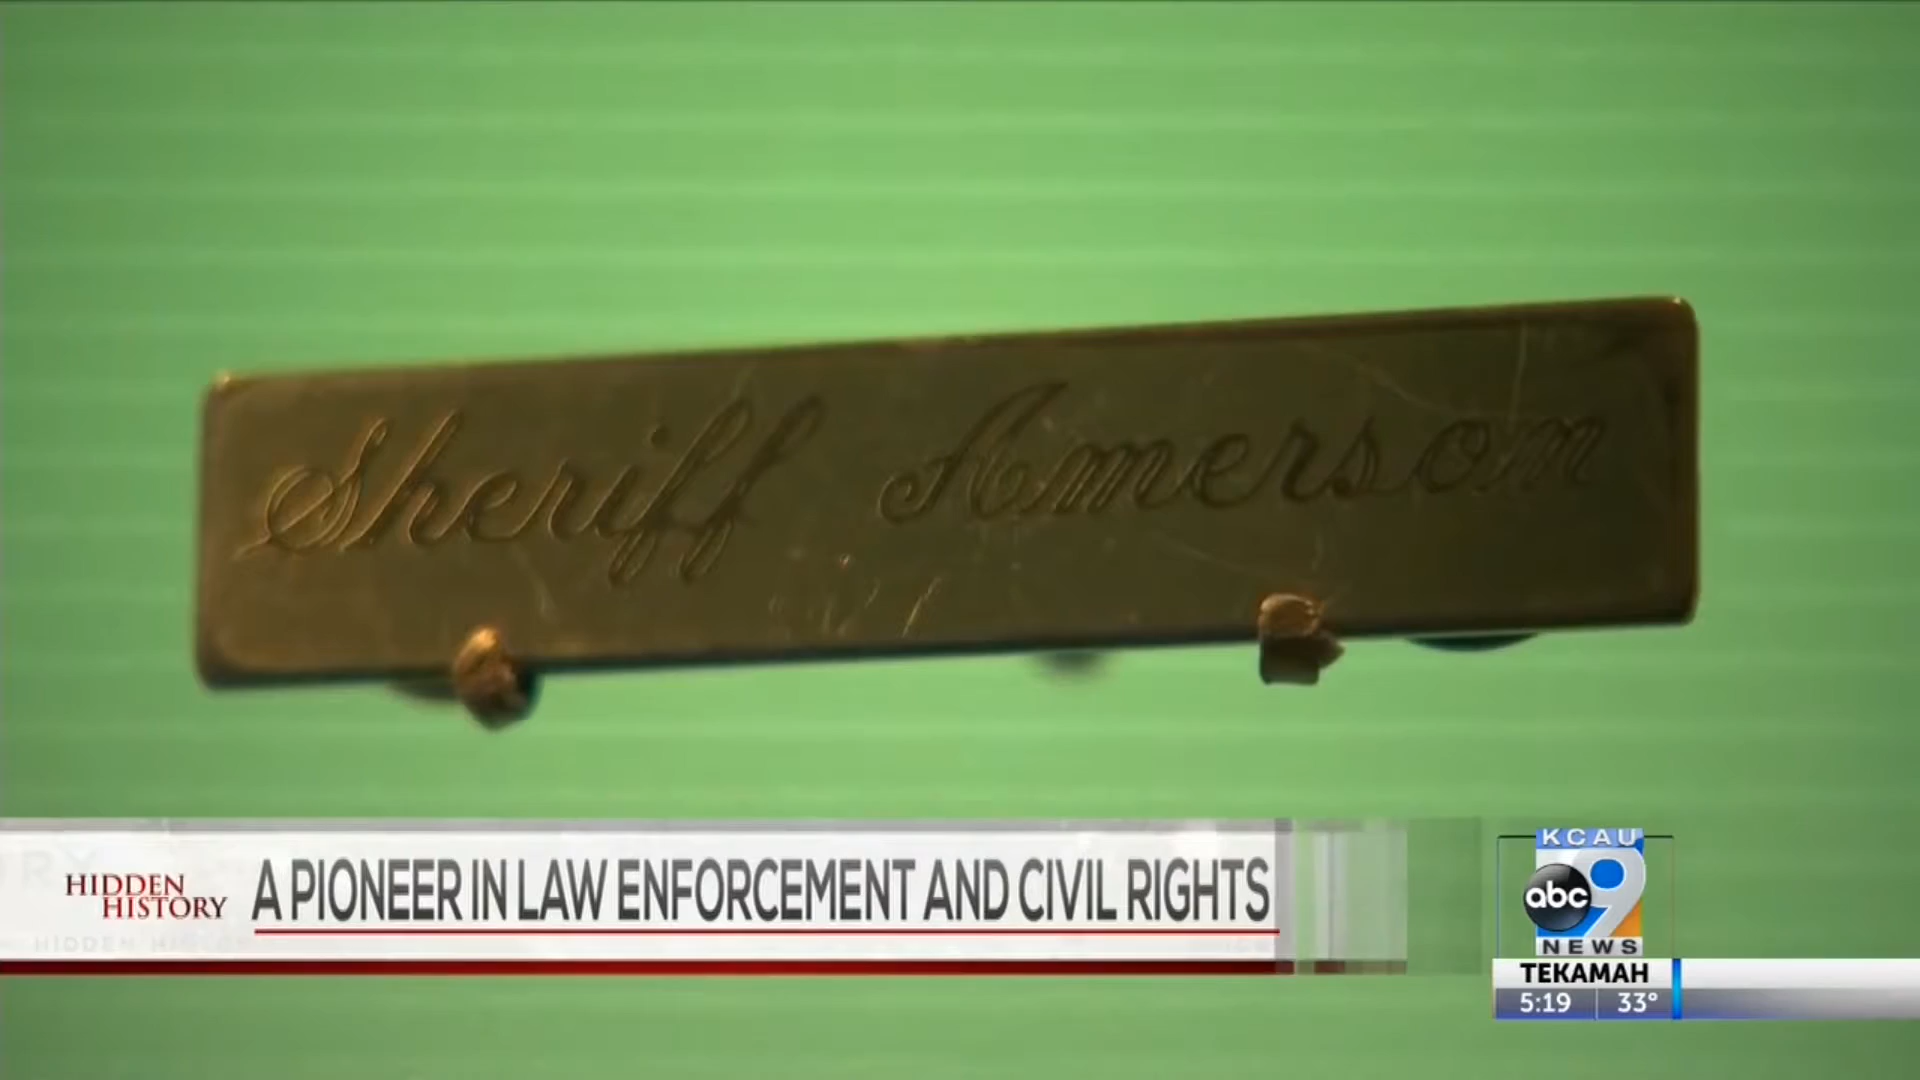 Sheriff Amerson
HIDDEN
HISTORY
A PIONEER IN LAW ENFORCEMENT AND CIVIL RIGHTS
KCAU
abc 9
NEWS
TEKAMAH
5:19 33°